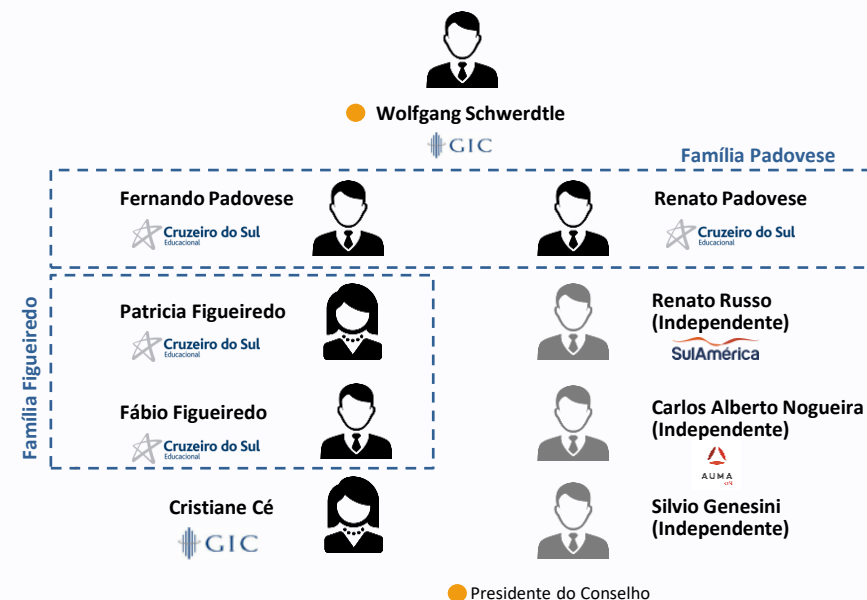 Wolfgang Schwerdtle
GIC
Família Padovese
Fernando Padovese
Cruzeiro do Sul
Educacional
Renato Padovese
Cruzeiro do Sul
Educacional
Família Figueiredo
Patricia Figueiredo
Cruzeiro do Sul
Educacional
Renato Russo
(Independente)
SulAmérica
Fábio Figueiredo
Cruzeiro do Sul
Educacional
Carlos Alberto Nogueira
(Independente)
AUMA
Cristiane Cé
GIC
Silvio Genesini
(Independente)
Presidente do Conselho